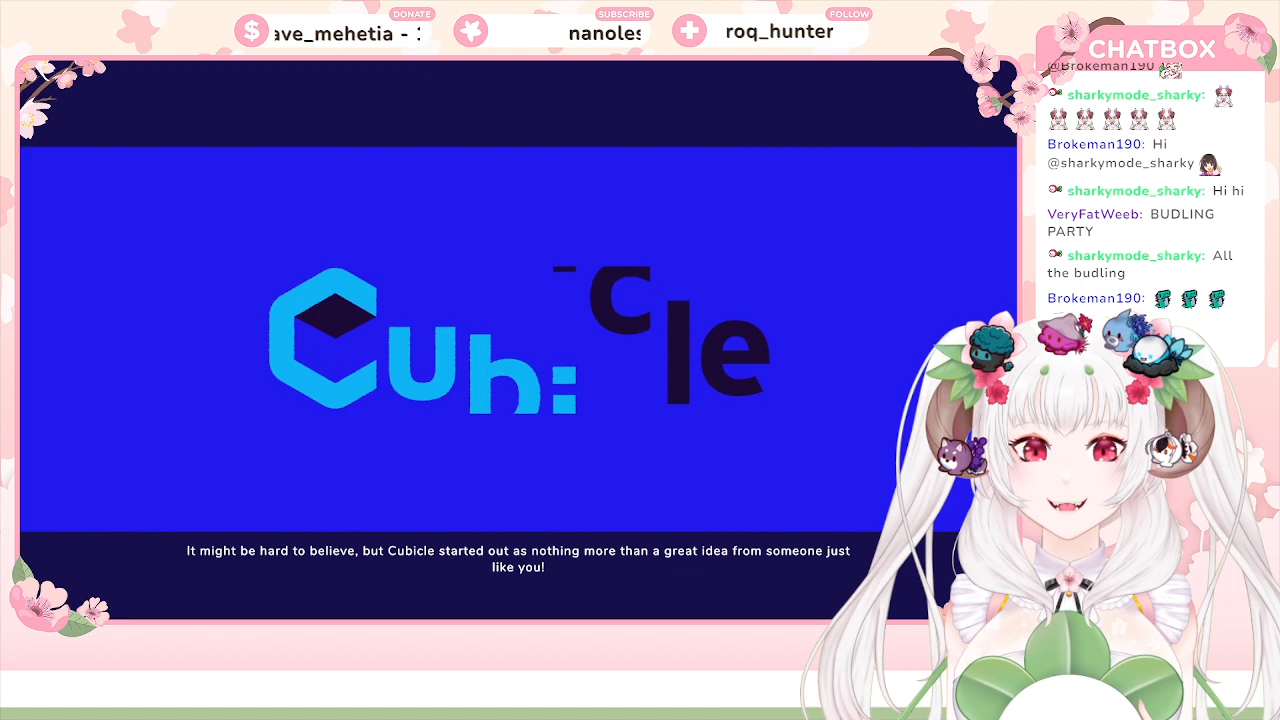 DONATE
SUBSCRIBE
FOLLOW
ave_mehetia -
nanoles
roq_hunter
CHATBOX
@Brokeman190
sharkymode_sharky:
Brokeman190: Hi
@sharkymode_sharky
sharkymode_sharky: Hi hi
VeryFatWeeb: BUDLING
PARTY
sharkymode_sharky: All
the budling
Brokeman190:
Cubicle
It might be hard to believe, but Cubicle started out as nothing more than a great idea from someone just
like you!